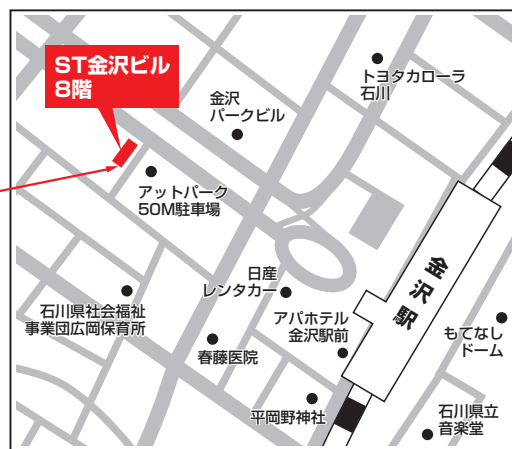 ST金沢ビル
8階
トヨタカローラ
石川
金沢
パークビル
アットパーク
50M駐車場
日産
レンタカー
金沢駅
石川県社会福祉
事業団広岡保育所
アパホテル
金沢駅前
もてなし
ドーム
春藤医院
平岡野神社
石川県立
音楽堂